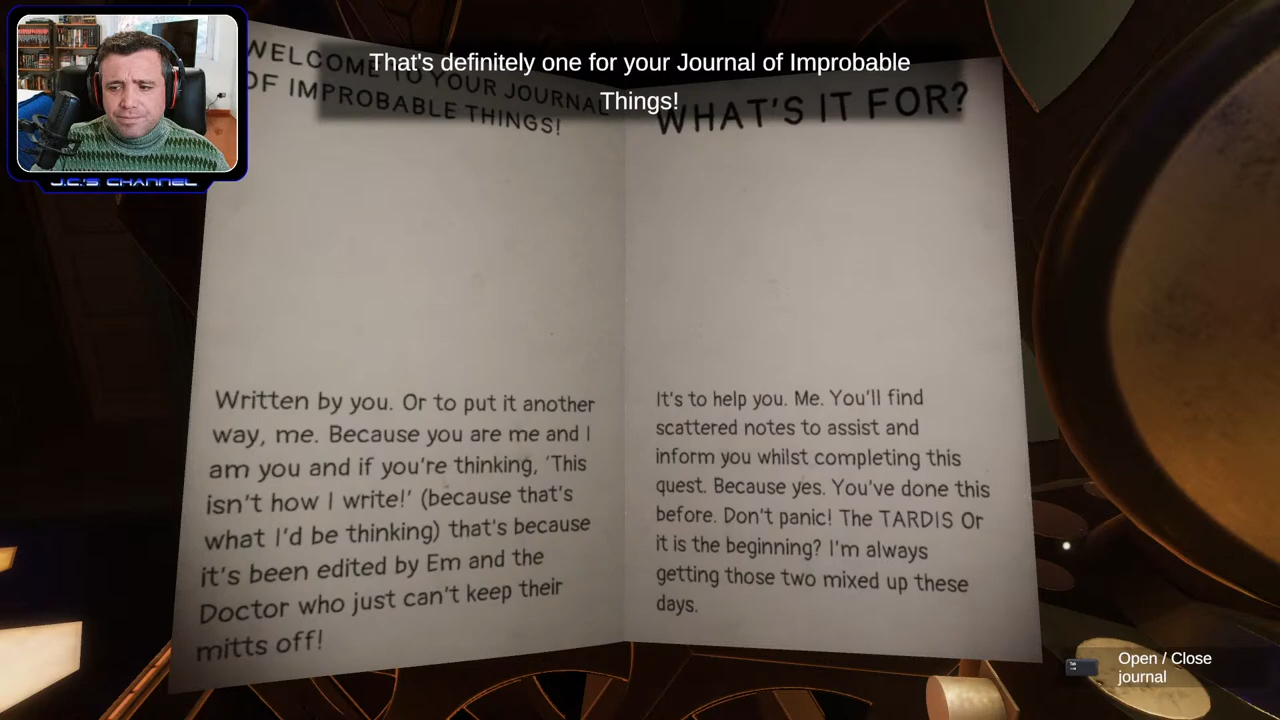 That's definitely one for your Journal of Improbable
Things!
WELCOME TO YOUR JOURNAL
OF IMPROBABLE THINGS!
Written by you. Or to put it another
way, me. Because you are me and I
am you and if you're thinking, 'This
isn't how I write!' (because that's
what I'd be thinking) that's because
it's been edited by Em and the
Doctor who just can't keep their
mitts off!
WHAT'S IT FOR?
It's to help you. Me. You'll find
scattered notes to assist and
inform you whilst completing this
quest. Because yes. You've done this
before. Don't panic! The TARDIS Or
it is the beginning? I'm always
getting those two mixed up these
days.
J.C.'S CHANNEL
Tab
Open / Close
journal